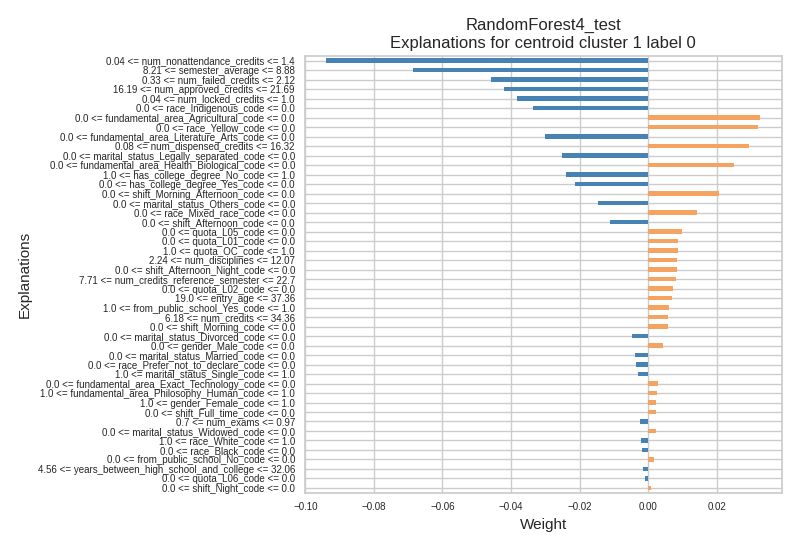 RandomForest4_test
Explanations for centroid cluster 1 label 0
Explanations
0.04 <= num_nonattendance_credits <= 1.4
8.21 <= semester_average <= 8.88
0.33 <= num_failed_credits <= 2.12
16.19 <= num_approved_credits <= 21.69
0.04 <= num_locked_credits <= 1.0
0.0 <= race_Indigenous_code <= 0.0
0.0 <= fundamental_area_Agricultural_code <= 0.0
0.0 <= race_Yellow_code <= 0.0
0.0 <= fundamental_area_Literature_Arts_code <= 0.0
0.08 <= num_dispensed_credits <= 16.32
0.0 <= marital_status_Legally_separated_code <= 0.0
0.0 <= fundamental_area_Health_Biological_code <= 0.0
1.0 <= has_college_degree_No_code <= 1.0
0.0 <= has_college_degree_Yes_code <= 0.0
0.0 <= shift_Morning_Afternoon_code <= 0.0
0.0 <= marital_status_Others_code <= 0.0
0.0 <= race_Mixed_race_code <= 0.0
0.0 <= shift_Afternoon_code <= 0.0
0.0 <= quota_L05_code <= 0.0
0.0 <= quota_L01_code <= 0.0
1.0 <= quota_OC_code <= 1.0
2.24 <= num_disciplines <= 12.07
0.0 <= shift_Afternoon_Night_code <= 0.0
7.71 <= num_credits_reference_semester <= 22.7
0.0 <= quota_L02_code <= 0.0
19.0 <= entry_age <= 37.36
1.0 <= from_public_school_Yes_code <= 1.0
6.18 <= num_credits <= 34.36
0.0 <= shift_Morning_code <= 0.0
0.0 <= marital_status_Divorced_code <= 0.0
0.0 <= gender_Male_code <= 0.0
0.0 <= marital_status_Married_code <= 0.0
0.0 <= race_Prefer_not_to_declare_code <= 0.0
1.0 <= marital_status_Single_code <= 1.0
0.0 <= fundamental_area_Exact_Technology_code <= 0.0
1.0 <= fundamental_area_Philosophy_Human_code <= 1.0
1.0 <= gender_Female_code <= 1.0
0.0 <= shift_Full_time_code <= 0.0
0.7 <= num_exams <= 0.97
0.0 <= marital_status_Widowed_code <= 0.0
1.0 <= race_White_code <= 1.0
0.0 <= race_Black_code <= 0.0
0.0 <= from_public_school_No_code <= 0.0
4.56 <= years_between_high_school_and_college <= 32.06
0.0 <= quota_L06_code <= 0.0
0.0 <= shift_Night_code <= 0.0
−0.10 −0.08 −0.06 −0.04 −0.02 0.00 0.02
Weight